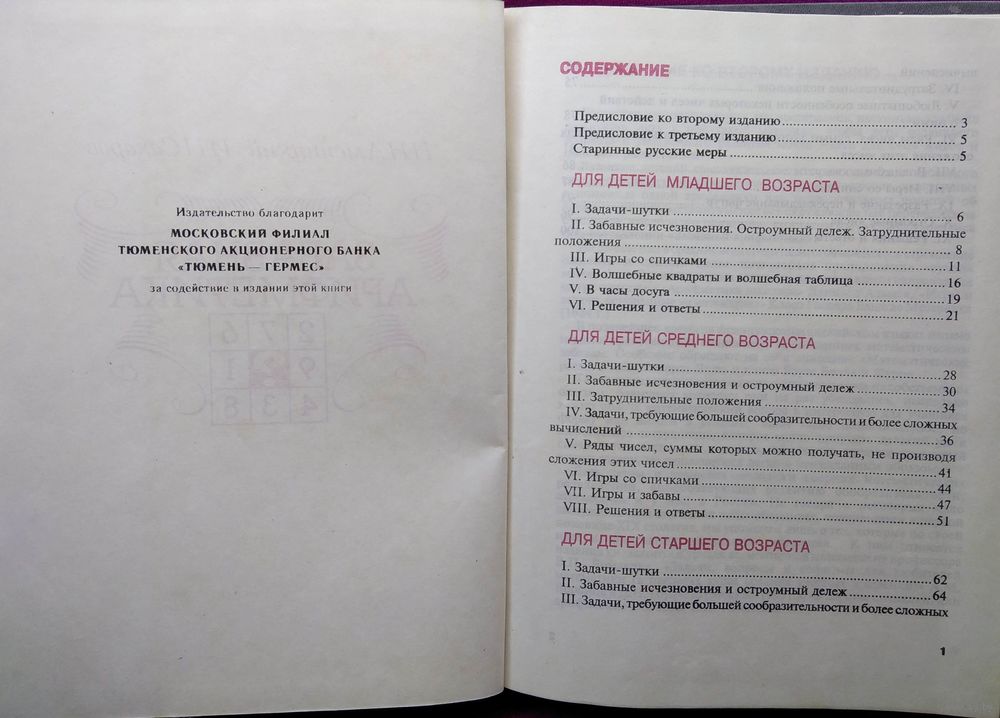 Издательство благодарит
МОСКОВСКИЙ ФИЛИАЛ
ТЮМЕНСКОГО АКЦИОНЕРНОГО БАНКА
«ТЮМЕНЬ — ГЕРМЕС»
за содействие в издании этой книги
СОДЕРЖАНИЕ
Предисловие ко второму изданию 3
Предисловие к третьему изданию 5
Старинные русские меры 5
ДЛЯ ДЕТЕЙ МЛАДШЕГО ВОЗРАСТА
I. Задачи-шутки 6
II. Забавные исчезновения. Остроумный дележ. Затруднительные
положения 8
III. Игры со спичками 11
IV. Волшебные квадраты и волшебная таблица 16
V. В часы досуга 19
VI. Решения и ответы 21
ДЛЯ ДЕТЕЙ СРЕДНЕГО ВОЗРАСТА
I. Задачи-шутки 28
II. Забавные исчезновения и остроумный дележ 30
III. Затруднительные положения 34
IV. Задачи, требующие большей сообразительности и более сложных
вычислений 36
V. Ряды чисел, суммы которых можно получать, не производя
сложения этих чисел 41
VI. Игры со спичками 44
VII. Игры и забавы 47
VIII. Решения и ответы 51
ДЛЯ ДЕТЕЙ СТАРШЕГО ВОЗРАСТА
I. Задачи-шутки 62
II. Забавные исчезновения и остроумный дележ 64
III. Задачи, требующие большей сообразительности и более сложных
1